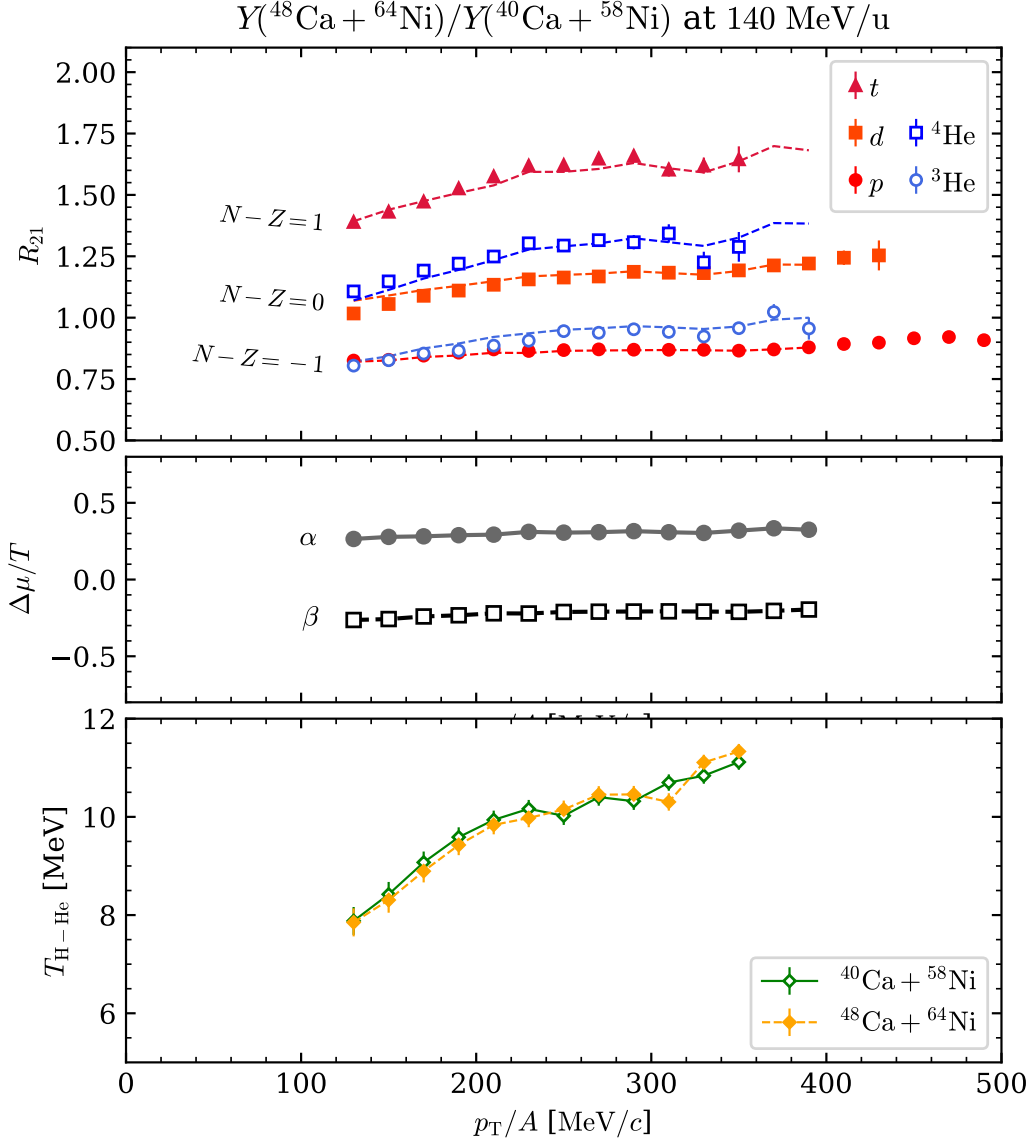 Y(⁴⁸Ca + ⁶⁴Ni)/Y(⁴⁰Ca + ⁵⁸Ni) at 140 MeV/u
2.00
1.75
1.50
1.25
1.00
0.75
0.50
R₂₁
t
d
⁴He
p
³He
N − Z = 1
N − Z = 0
N − Z = −1
0.5
0.0
−0.5
Δμ/T
α
β
12
10
8
6
T_{H−He} [MeV]
⁴⁰Ca + ⁵⁸Ni
⁴⁸Ca + ⁶⁴Ni
0 100 200 300 400 500
p_T/A [MeV/c]